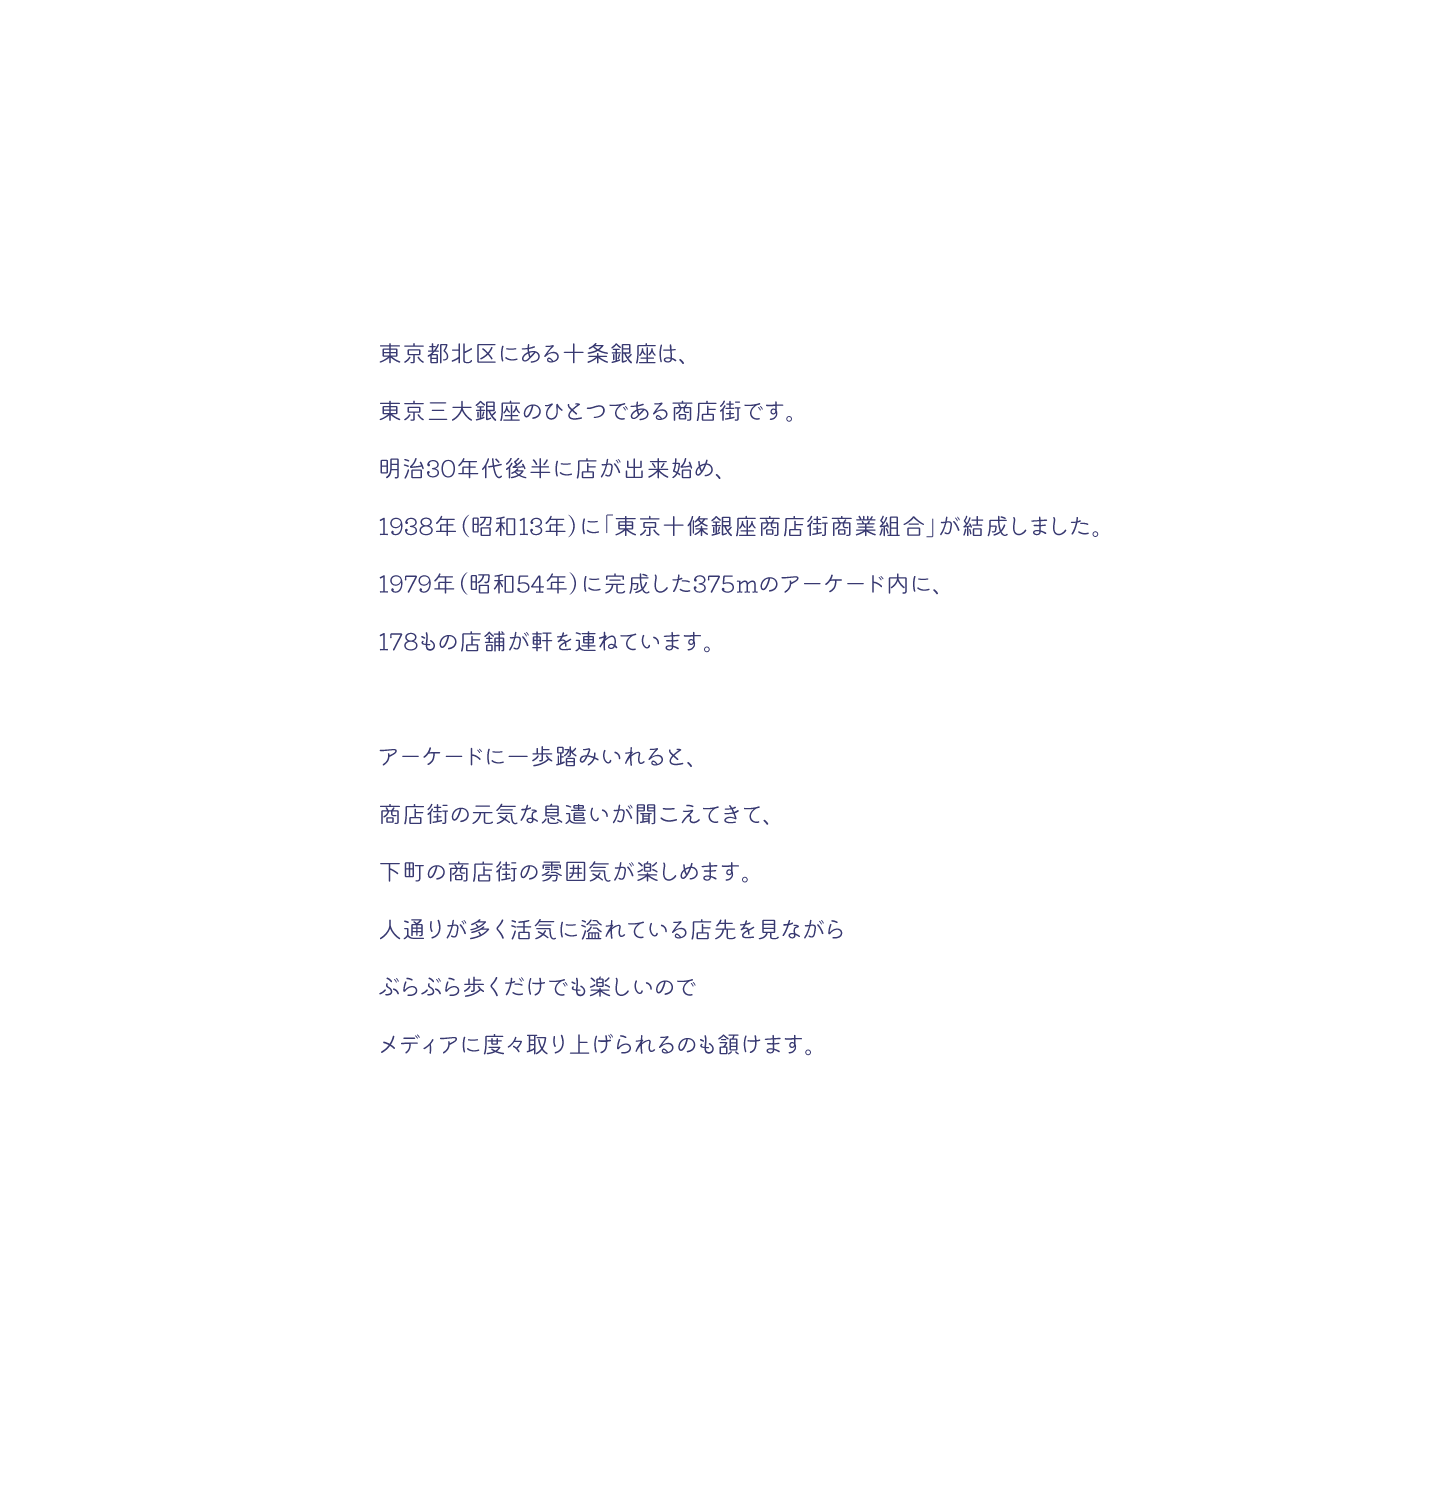 東京都北区にある十条銀座は、
東京三大銀座のひとつである商店街です。
明治30年代後半に店が出来始め、
1938年（昭和13年）に「東京十條銀座商店街商業組合」が結成しました。
1979年（昭和54年）に完成した375mのアーケード内に、
178もの店舗が軒を連ねています。
アーケードに一歩踏みいれると、
商店街の元気な息遣いが聞こえてきて、
下町の商店街の雰囲気が楽しめます。
人通りが多く活気に溢れている店先を見ながら
ぶらぶら歩くだけでも楽しいので
メディアに度々取り上げられるのも頷けます。